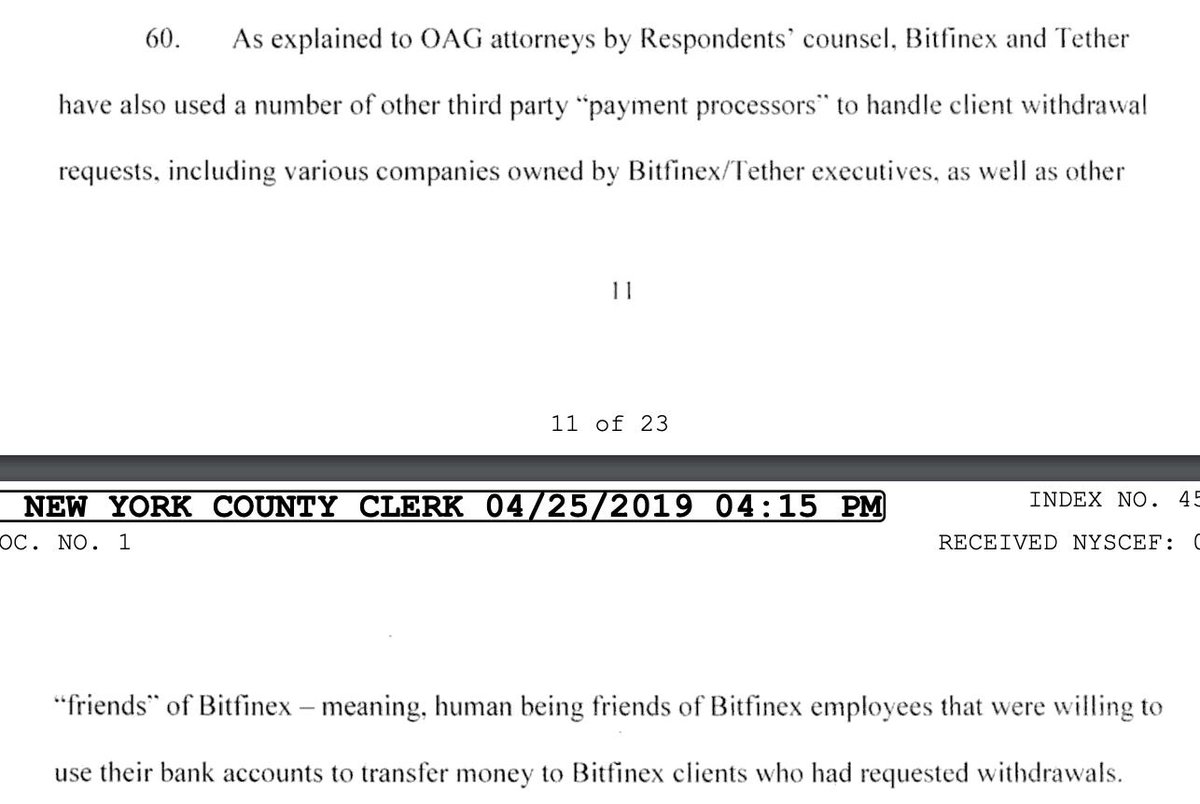 60. As explained to OAG attorneys by Respondents' counsel, Bitfinex and Tether
have also used a number of other third party “payment processors” to handle client withdrawal
requests, including various companies owned by Bitfinex/Tether executives, as well as other
11
11 of 23
NEW YORK COUNTY CLERK 04/25/2019 04:15 PM
INDEX NO. 45
OC. NO. 1
RECEIVED NYSCEF: 0
“friends” of Bitfinex – meaning, human being friends of Bitfinex employees that were willing to
use their bank accounts to transfer money to Bitfinex clients who had requested withdrawals.